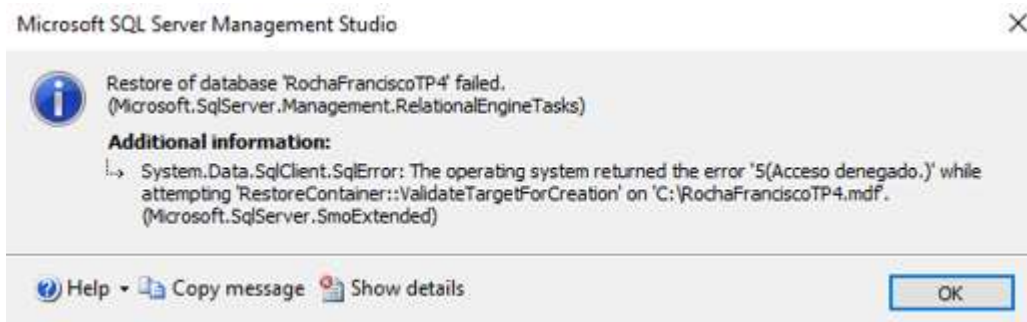 Microsoft SQL Server Management Studio
Restore of database 'RochaFranciscoTP4' failed.
(Microsoft.SqlServer.Management.RelationalEngineTasks)
Additional information:
System.Data.SqlClient.SqlError: The operating system returned the error '5(Acceso denegado.)' while
attempting 'RestoreContainer::ValidateTargetForCreation' on 'C:\RochaFranciscoTP4.mdf'.
(Microsoft.SqlServer.SmoExtended)
Help Copy message Show details OK